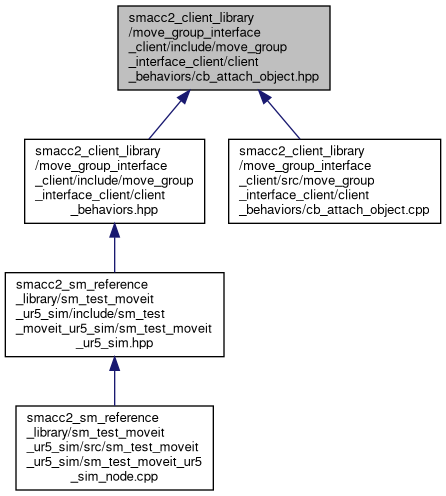 smacc2_client_library
/move_group_interface
_client/include/move_group
_interface_client/client
_behaviors/cb_attach_object.hpp
smacc2_client_library
/move_group_interface
_client/include/move_group
_interface_client/client
_behaviors.hpp
smacc2_client_library
/move_group_interface
_client/src/move_group
_interface_client/client
_behaviors/cb_attach_object.cpp
smacc2_sm_reference
_library/sm_test_moveit
_ur5_sim/include/sm_test
_moveit_ur5_sim/sm_test_moveit
_ur5_sim.hpp
smacc2_sm_reference
_library/sm_test_moveit
_ur5_sim/src/sm_test_moveit
_ur5_sim/sm_test_moveit_ur5
_sim_node.cpp